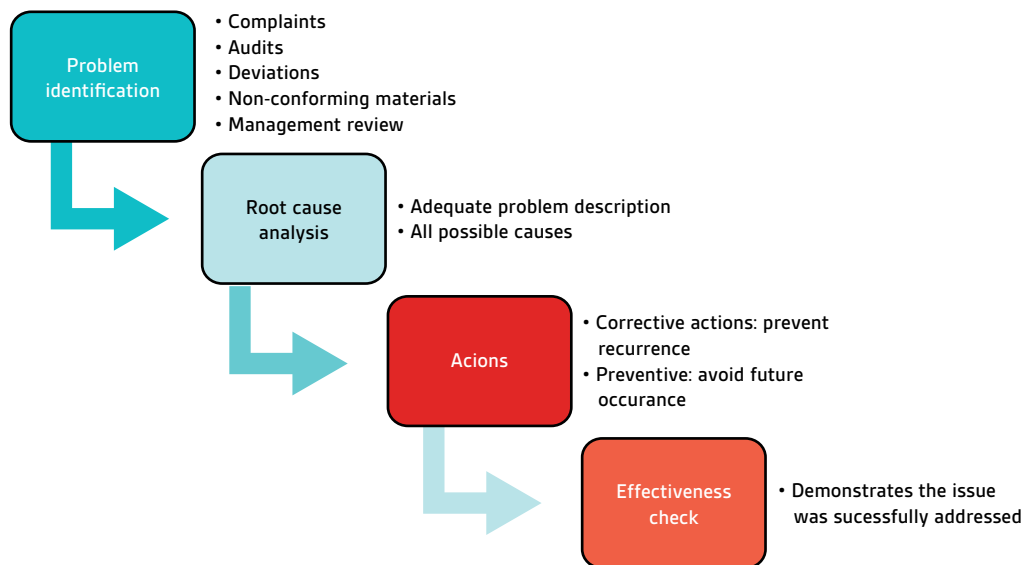 Problem
identification
• Complaints
• Audits
• Deviations
• Non-conforming materials
• Management review
Root cause
analysis
• Adequate problem description
• All possible causes
Acions
• Corrective actions: prevent
recurrence
• Preventive: avoid future
occurance
Effectiveness
check
• Demonstrates the issue
was sucessfully addressed